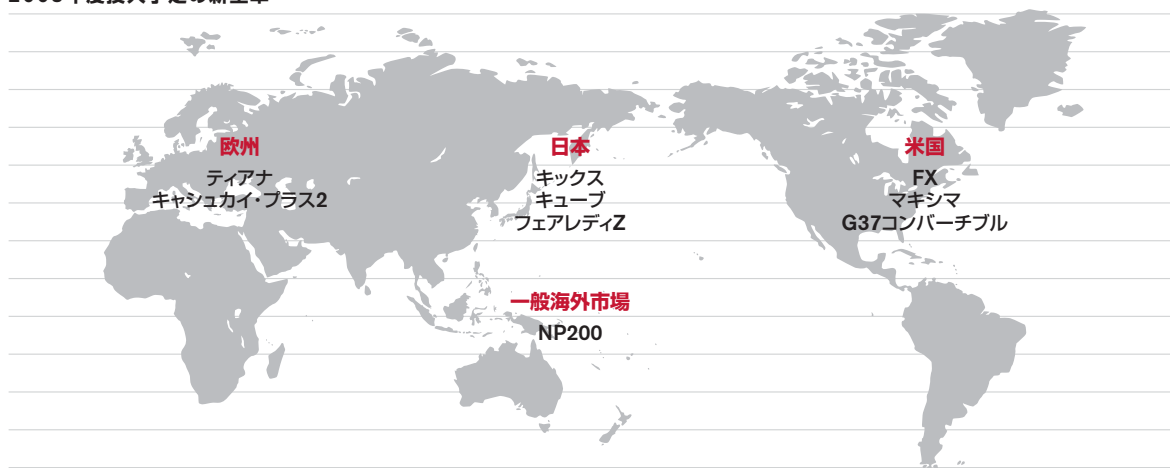 欧州
ティアナ
キャシュカイ・プラス2
日本
キックス
キューブ
フェアレディZ
米国
FX
マキシマ
G37コンバーチブル
一般海外市場
NP200